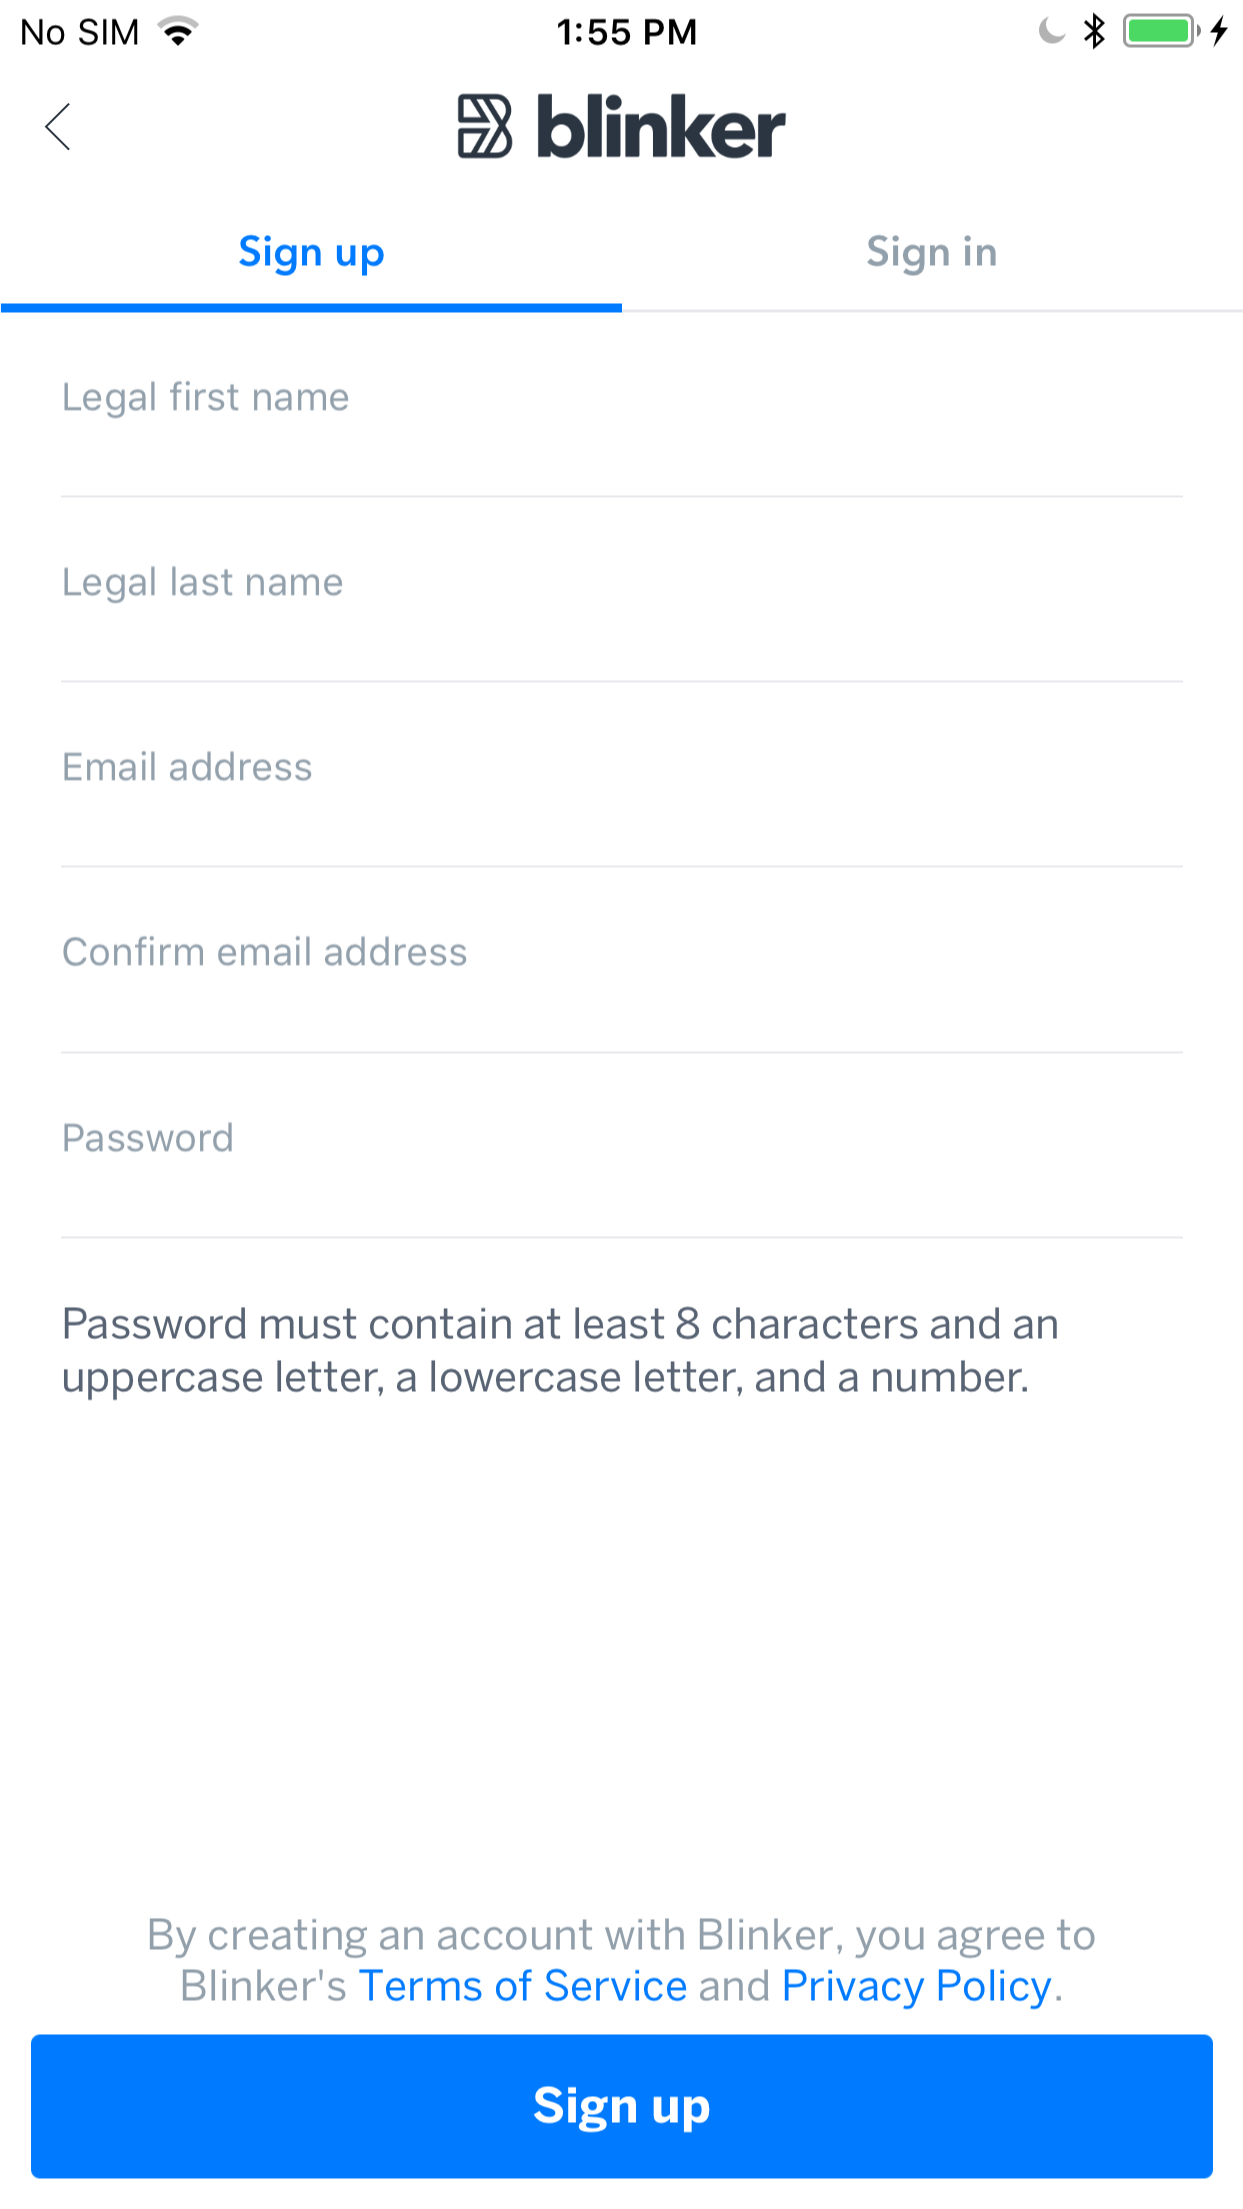 No SIM
1:55 PM
blinker
Sign up
Sign in
Legal first name
Legal last name
Email address
Confirm email address
Password
Password must contain at least 8 characters and an
uppercase letter, a lowercase letter, and a number.
By creating an account with Blinker, you agree to
Blinker's Terms of Service and Privacy Policy.
Sign up